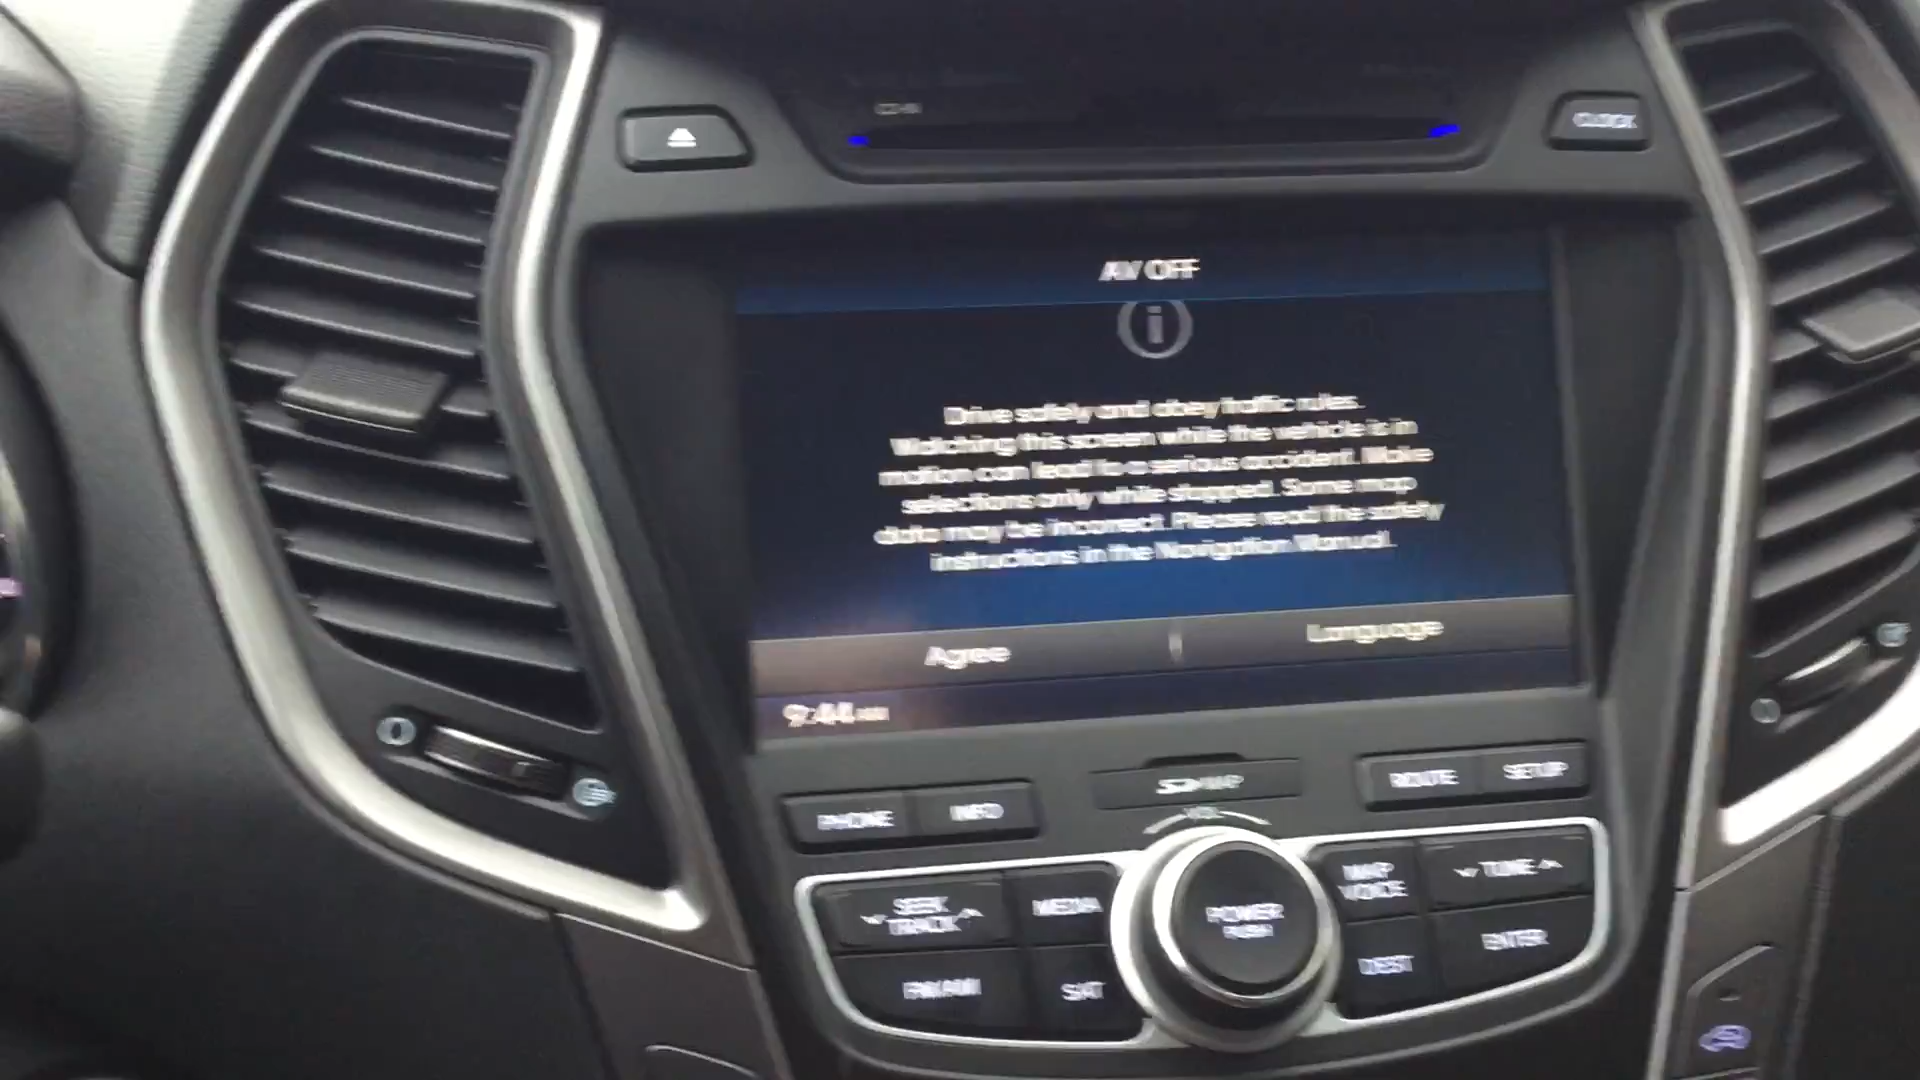 CLOCK
AV OFF
Drive safely and obey traffic rules.
Watching this screen while the vehicle is in
motion can lead to a serious accident. Make
selections only while stopped. Some map
data may be incorrect. Please read the safety
instructions in the Navigation Manual.
Agree
Language
9:44
PHONE
INFO
ROUTE
SETUP
VOL
SEEK
TRACK
MEDIA
POWER
PUSH
MAP
VOICE
TUNE
FM/AM
SAT
DEST
ENTER